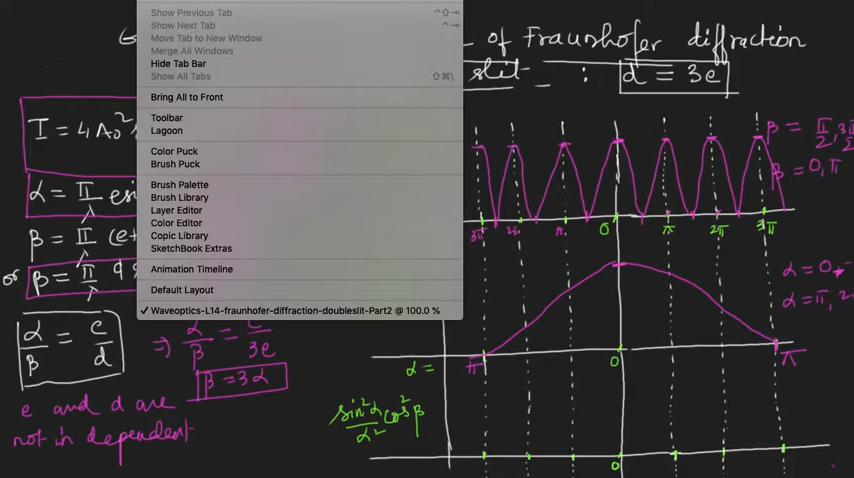 Show Previous Tab
Show Next Tab
Move Tab to New Window
Merge All Windows
Hide Tab Bar
Show All Tabs
Bring All to Front
Toolbar
Lagoon
Color Puck
Brush Puck
Brush Palette
Brush Library
Layer Editor
Color Editor
Copic Library
SketchBook Extras
Animation Timeline
Default Layout
✓ Waveoptics-L14-fraunhofer-diffraction-doubleslit-Part2 @ 100.0 %
of Fraunhofer diffraction
slit : d = 3e
I = 4A₀²
α = π/λ
β = π/λ (e+
or β = π/λ
α/β = e/d
⇒ α/β = e/3e
β = 3α
e and d are
not in dependent
β = π/2, 3π/2
β = 0, π
3π 2π π 0 π 2π 3π
α = 0
α = π, 2
α = π 0 π
sin²α/α² cos²β
0